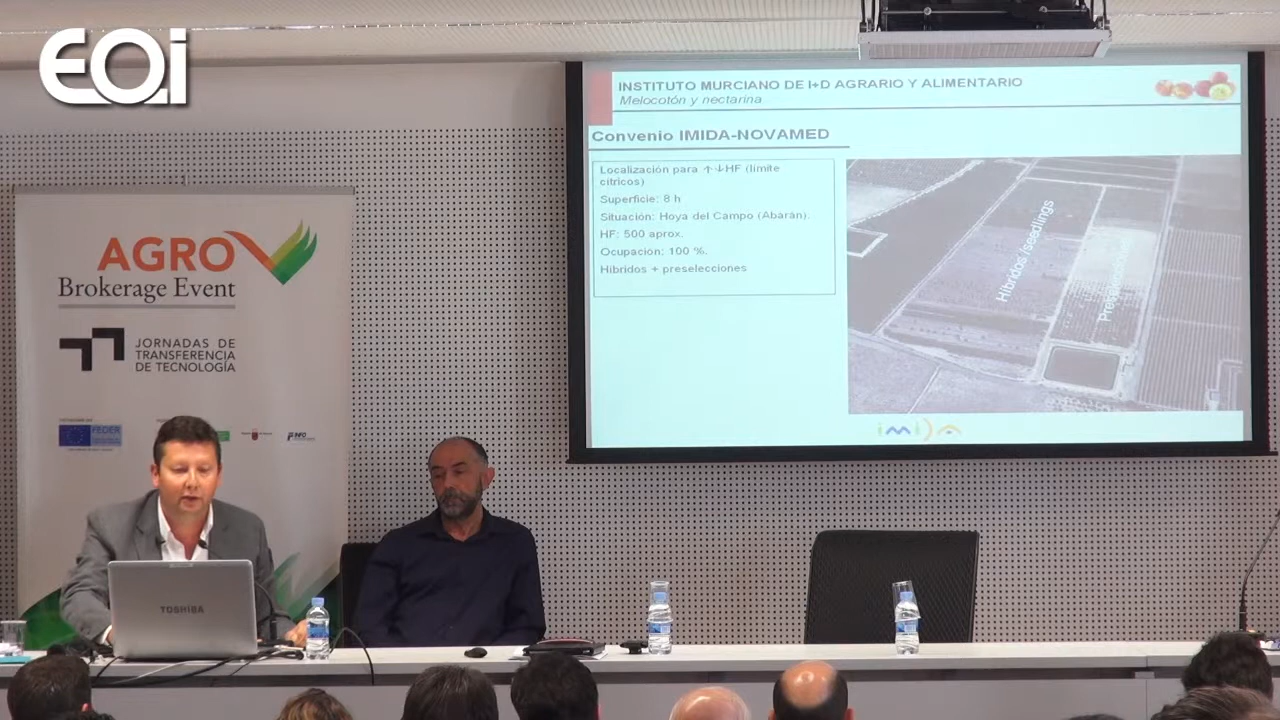 EOi
INSTITUTO MURCIANO DE I+D AGRARIO Y ALIMENTARIO
Melocotón y nectarina
Convenio IMIDA-NOVAMED
Localización para ↑↓HF (límite
cítricos)
Superficie: 8 h
Situación: Hoya del Campo (Abarán).
HF: 500 aprox.
Ocupación: 100 %.
Híbridos + preselecciones
Híbridos /seedlings
imida
AGRO
Brokerage Event
JORNADAS DE
TRANSFERENCIA
DE TECNOLOGÍA
FEDER
TOSHIBA